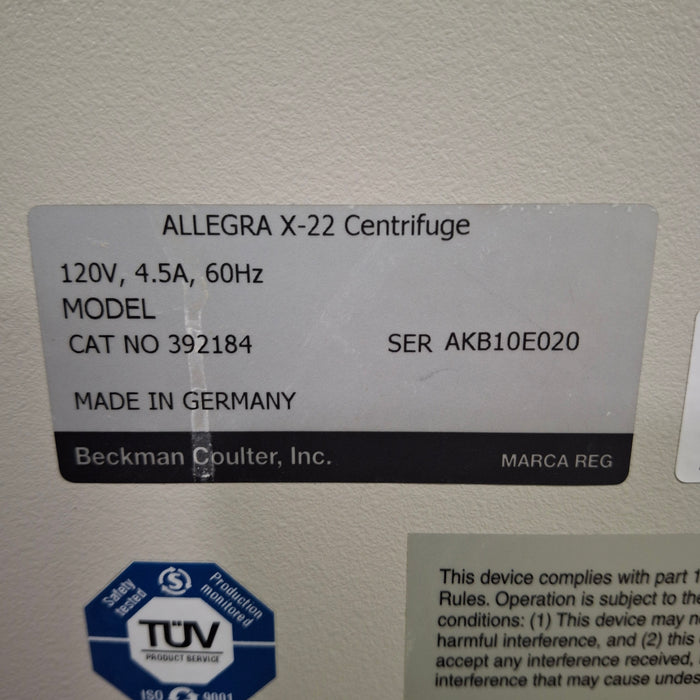 ALLEGRA X-22 Centrifuge
120V, 4.5A, 60Hz
MODEL
CAT NO 392184 SER AKB10E020
MADE IN GERMANY
Beckman Coulter, Inc. MARCA REG
Safety tested
Production monitored
TÜV
PRODUCT SERVICE
ISO 9001
This device complies with part 1
Rules. Operation is subject to the
conditions: (1) This device may
harmful interference, and (2) this
accept any interference received,
interference that may cause